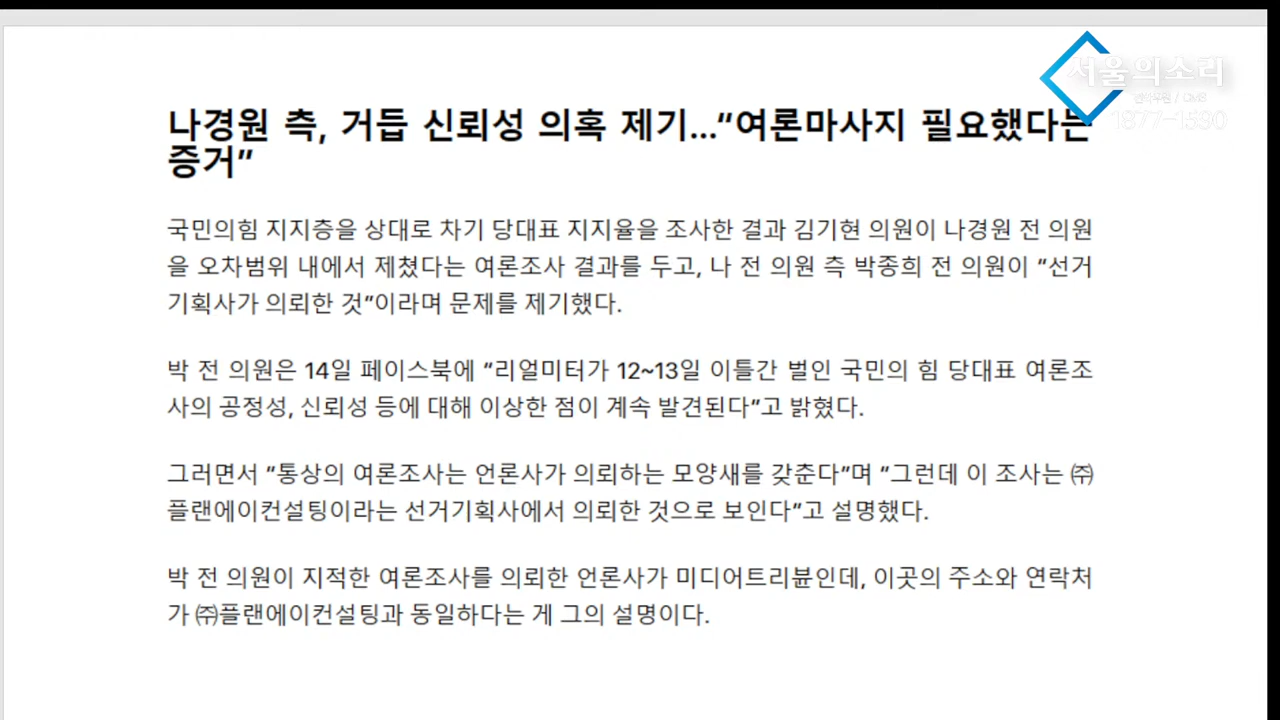 서울의소리
1877-1580
나경원 측, 거듭 신뢰성 의혹 제기...“여론마사지 필요했다는
증거”
국민의힘 지지층을 상대로 차기 당대표 지지율을 조사한 결과 김기현 의원이 나경원 전 의원
을 오차범위 내에서 제쳤다는 여론조사 결과를 두고, 나 전 의원 측 박종희 전 의원이 “선거
기획사가 의뢰한 것”이라며 문제를 제기했다.
박 전 의원은 14일 페이스북에 “리얼미터가 12~13일 이틀간 벌인 국민의 힘 당대표 여론조
사의 공정성, 신뢰성 등에 대해 이상한 점이 계속 발견된다”고 밝혔다.
그러면서 “통상의 여론조사는 언론사가 의뢰하는 모양새를 갖춘다”며 “그런데 이 조사는 ㈜
플랜에이컨설팅이라는 선거기획사에서 의뢰한 것으로 보인다”고 설명했다.
박 전 의원이 지적한 여론조사를 의뢰한 언론사가 미디어트리뷴인데, 이곳의 주소와 연락처
가 ㈜플랜에이컨설팅과 동일하다는 게 그의 설명이다.